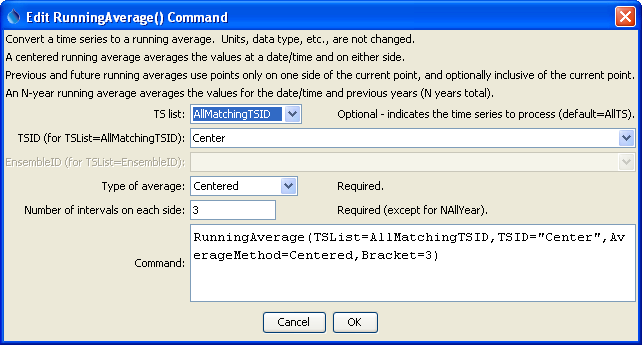 Edit RunningAverage() Command
Convert a time series to a running average.  Units, data type, etc., are not changed.
A centered running average averages the values at a date/time and on either side.
Previous and future running averages use points only on one side of the current point, and optionally inclusive of the current point.
An N-year running average averages the values for the date/time and previous years (N years total).
TS list: AllMatchingTSID Optional - indicates the time series to process (default=AllTS).
TSID (for TSList=AllMatchingTSID): Center
EnsembleID (for TSList=EnsembleID):
Type of average: Centered Required.
Number of intervals on each side: 3 Required (except for NAllYear).
Command: RunningAverage(TSList=AllMatchingTSID,TSID="Center",Av
erageMethod=Centered,Bracket=3)
Cancel OK